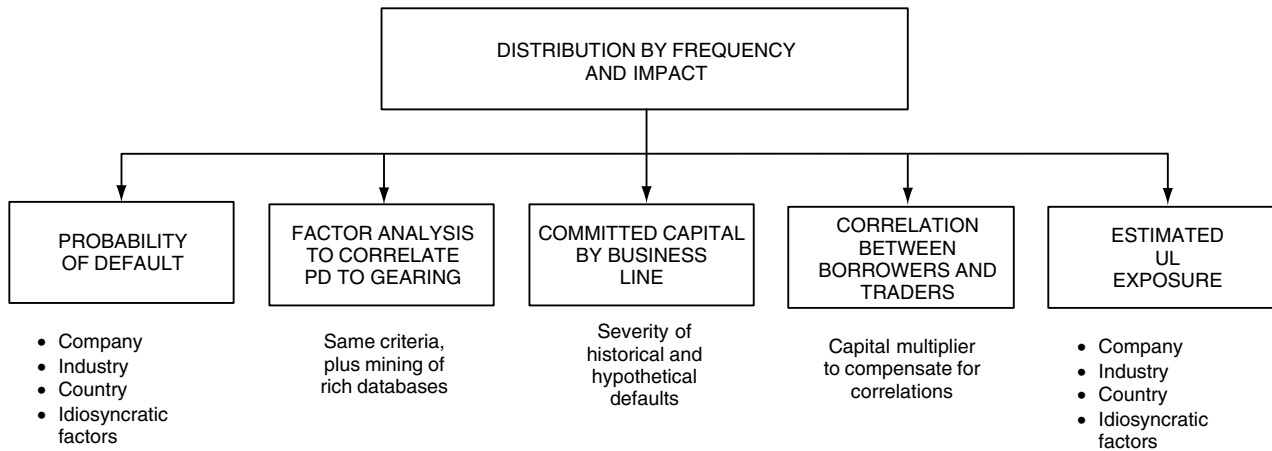 DISTRIBUTION BY FREQUENCY
AND IMPACT
PROBABILITY
OF DEFAULT
FACTOR ANALYSIS
TO CORRELATE
PD TO GEARING
COMMITTED CAPITAL
BY BUSINESS
LINE
CORRELATION
BETWEEN
BORROWERS AND
TRADERS
ESTIMATED
UL
EXPOSURE
• Company
• Industry
• Country
• Idiosyncratic
factors
Same criteria,
plus mining of
rich databases
Severity of
historical and
hypothetical
defaults
Capital multiplier
to compensate for
correlations
• Company
• Industry
• Country
• Idiosyncratic
factors